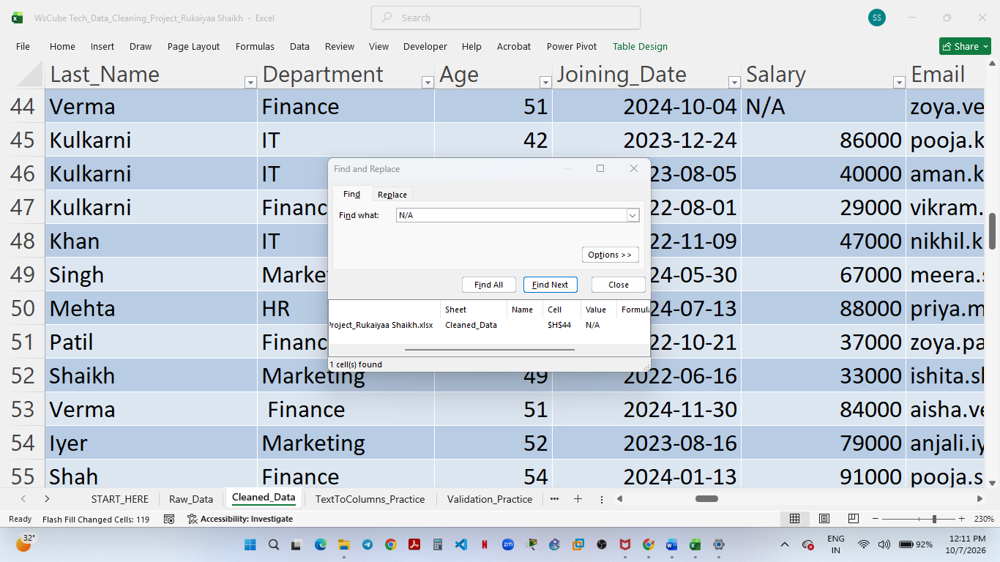 WsCube Tech_Data_Cleaning_Project_Rukaiyaa Shaikh - Excel
Search
SS
File Home Insert Draw Page Layout Formulas Data Review View Developer Help Acrobat Power Pivot Table Design Share
Last_Name Department Age Joining_Date Salary Email
44 Verma Finance 51 2024-10-04 N/A zoya.ve
45 Kulkarni IT 42 2023-12-24 86000 pooja.k
46 Kulkarni IT 23-08-05 40000 aman.k
47 Kulkarni Financ 22-08-01 29000 vikram.
48 Khan IT 22-11-09 47000 nikhil.k
49 Singh Marke 24-05-30 67000 meera.s
50 Mehta HR 24-07-13 88000 priya.m
51 Patil Financ 22-10-21 37000 zoya.pa
52 Shaikh Marketing 49 2022-06-16 33000 ishita.sl
53 Verma Finance 51 2024-11-30 84000 aisha.ve
54 Iyer Marketing 52 2023-08-16 79000 anjali.iy
55 Shah Finance 54 2024-01-13 91000 pooja.s
Find and Replace
Find Replace
Find what: N/A
Options >>
Find All Find Next Close
Sheet Name Cell Value Formula
Project_Rukaiyaa Shaikh.xlsx Cleaned_Data $H$44 N/A
1 cell(s) found
START_HERE Raw_Data Cleaned_Data TextToColumns_Practice Validation_Practice
Ready Flash Fill Changed Cells: 119 Accessibility: Investigate 230%
32°
zm
ENG
IN
92%
12:11 PM
10/7/2026